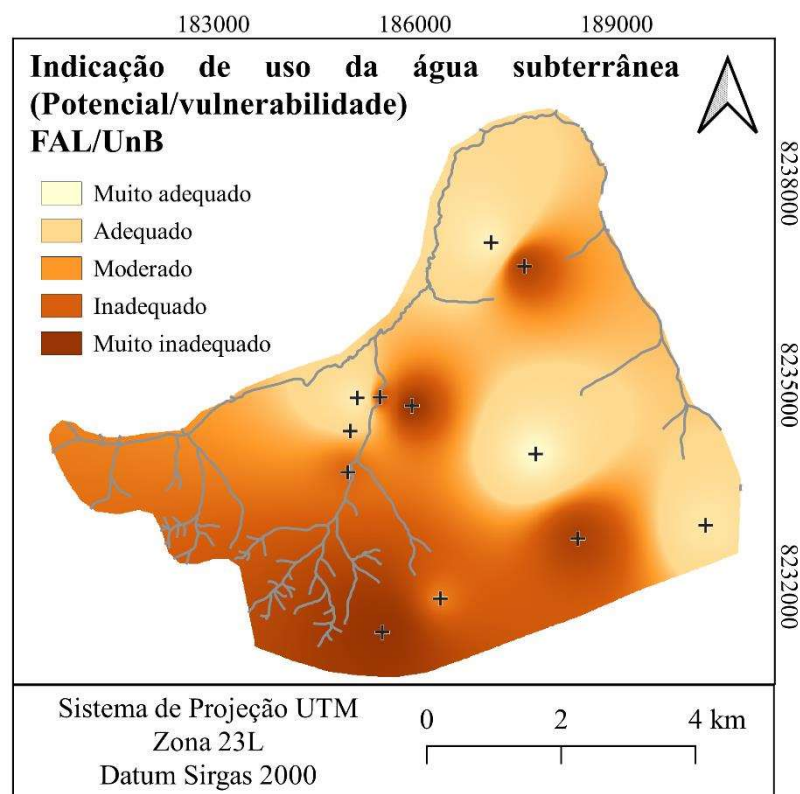 183000 186000 189000
Indicação de uso da água subterrânea
(Potencial/vulnerabilidade)
FAL/UnB
Muito adequado
Adequado
Moderado
Inadequado
Muito inadequado
8238000
8235000
8232000
Sistema de Projeção UTM
Zona 23L
Datum Sirgas 2000
0 2 4 km